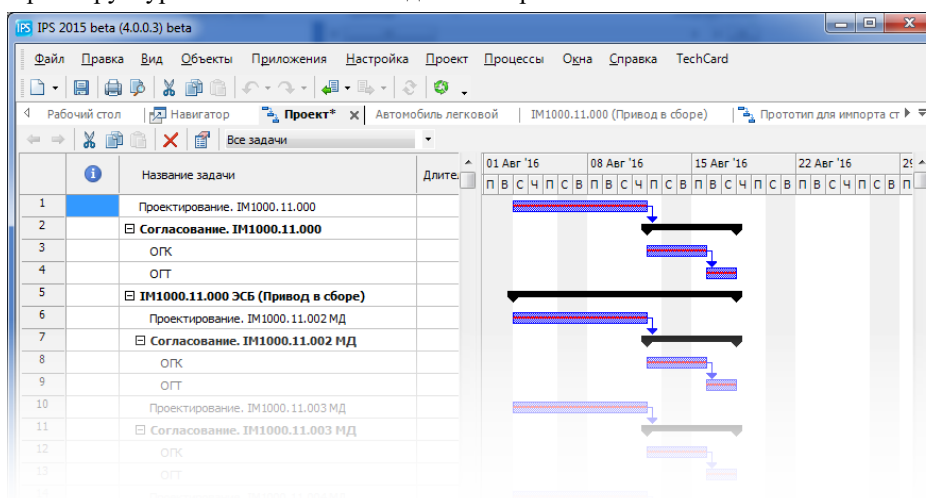 IPS 2015 beta (4.0.0.3) beta
Файл Правка Вид Объекты Приложения Настройка Проект Процессы Окна Справка TechCard
Рабочий стол Навигатор Проект* Автомобиль легковой IM1000.11.000 (Привод в сборе) Прототип для импорта ст
Все задачи
Название задачи Длите. 01 Авг '16 08 Авг '16 15 Авг '16 22 Авг '16 29
П В С Ч П С В П В С Ч П С В П В С Ч П С В П В С Ч П С В П
1 Проектирование. IM1000.11.000
2 Согласование. IM1000.11.000
3 ОГК
4 ОГТ
5 IM1000.11.000 ЭСБ (Привод в сборе)
6 Проектирование. IM1000.11.002 МД
7 Согласование. IM1000.11.002 МД
8 ОГК
9 ОГТ
10 Проектирование. IM1000.11.003 МД
11 Согласование. IM1000.11.003 МД
12 ОГК
13 ОГТ